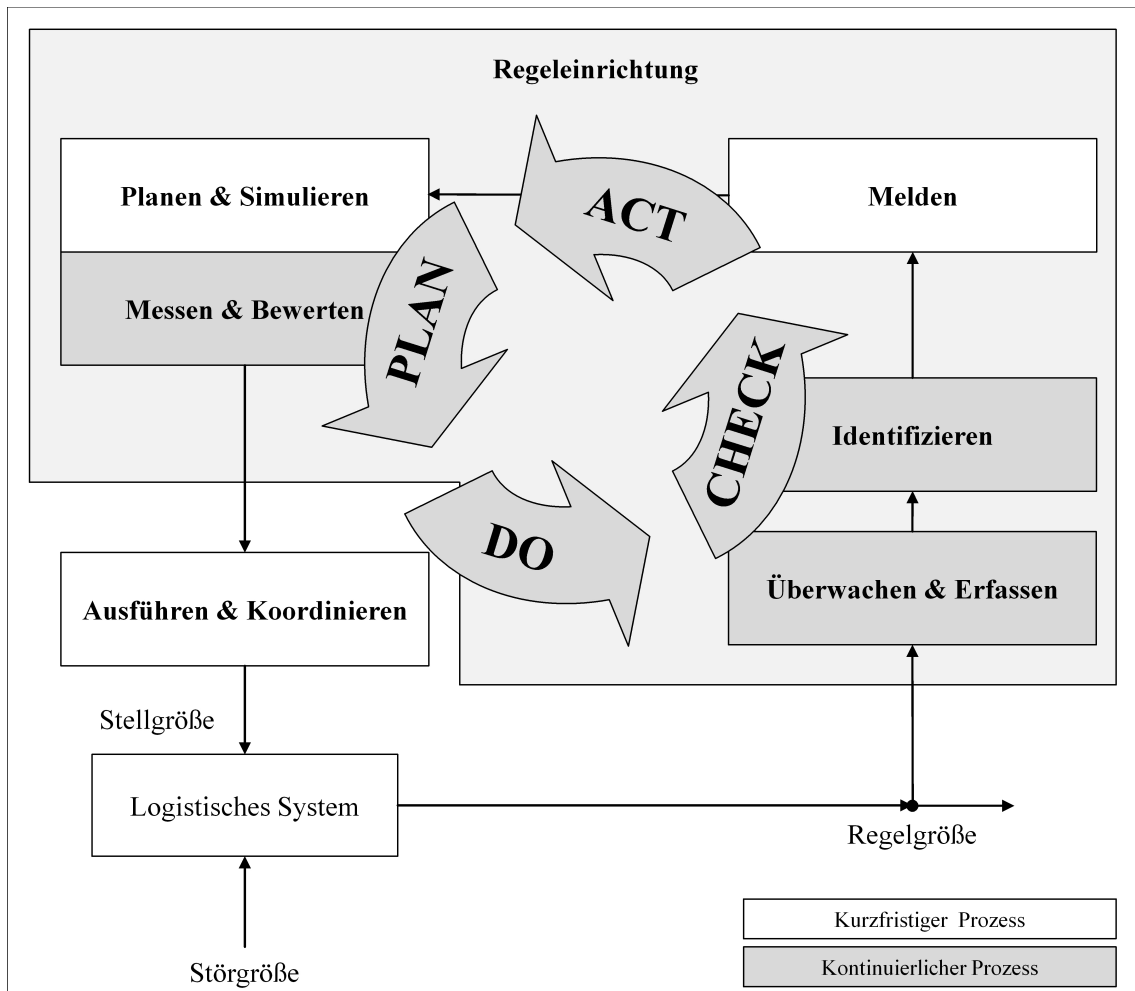 Regeleinrichtung
Planen & Simulieren
ACT
Melden
Messen & Bewerten
PLAN
CHECK
Identifizieren
DO
Überwachen & Erfassen
Ausführen & Koordinieren
Stellgröße
Logistisches System
Regelgröße
Störgröße
Kurzfristiger Prozess
Kontinuierlicher Prozess